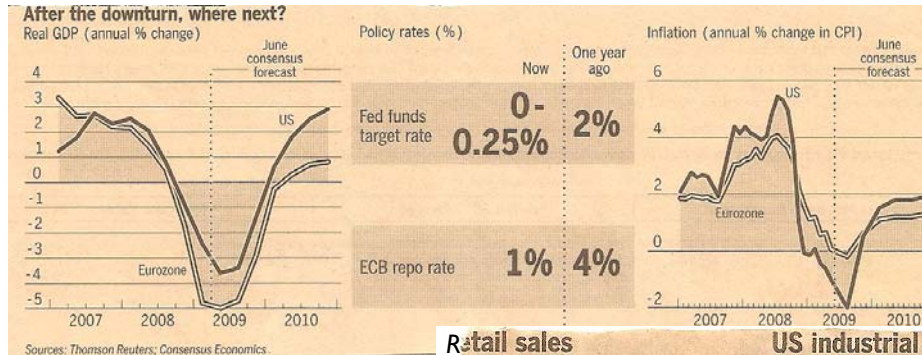 After the downturn, where next?
Real GDP (annual % change)
June
consensus
forecast
4
3
2
1
0
-1
-2
-3
-4
-5
US
Eurozone
2007 2008 2009 2010
Sources: Thomson Reuters; Consensus Economics
Policy rates (%)
Now One year
ago
Fed funds
target rate
0-
0.25%
2%
ECB repo rate 1% 4%
Inflation (annual % change in CPI)
June
consensus
forecast
6
4
2
0
-2
US
Eurozone
2007 2008 2009 2010
Retail sales US industrial